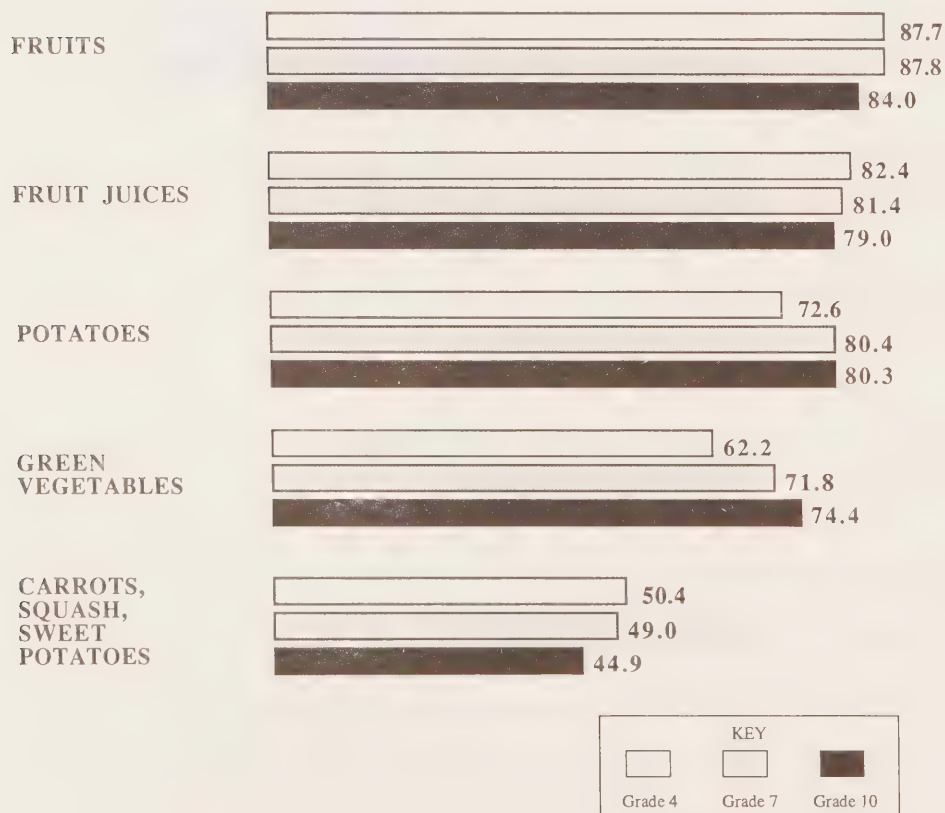 FRUITS
87.7
87.8
84.0
FRUIT JUICES
82.4
81.4
79.0
POTATOES
72.6
80.4
80.3
GREEN
VEGETABLES
62.2
71.8
74.4
CARROTS,
SQUASH,
SWEET
POTATOES
50.4
49.0
44.9
KEY
Grade 4 Grade 7 Grade 10